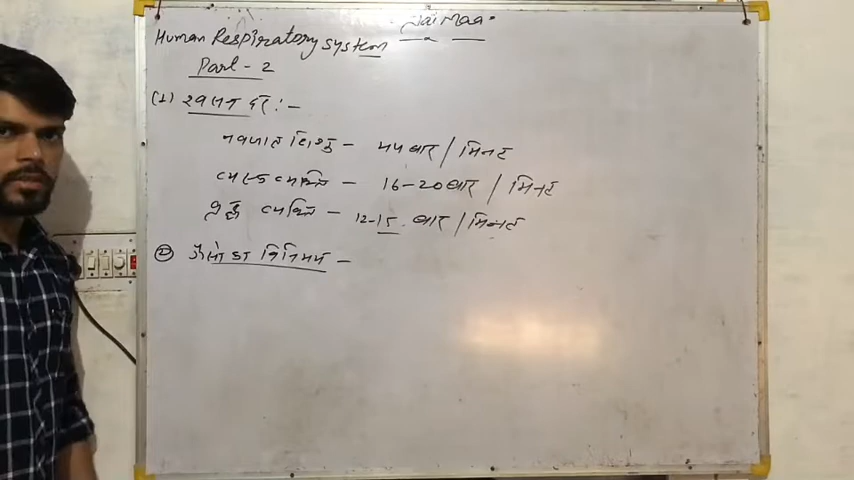 Jai Maa
Human Respiratory System
Part - 2
(1) श्वसन दर :-
नवजात शिशु - 44 बार / मिनट
व्यस्क व्यक्ति - 16-20 बार / मिनट
वृद्ध व्यक्ति - 12-15 बार / मिनट
② गैसों का विनिमय -